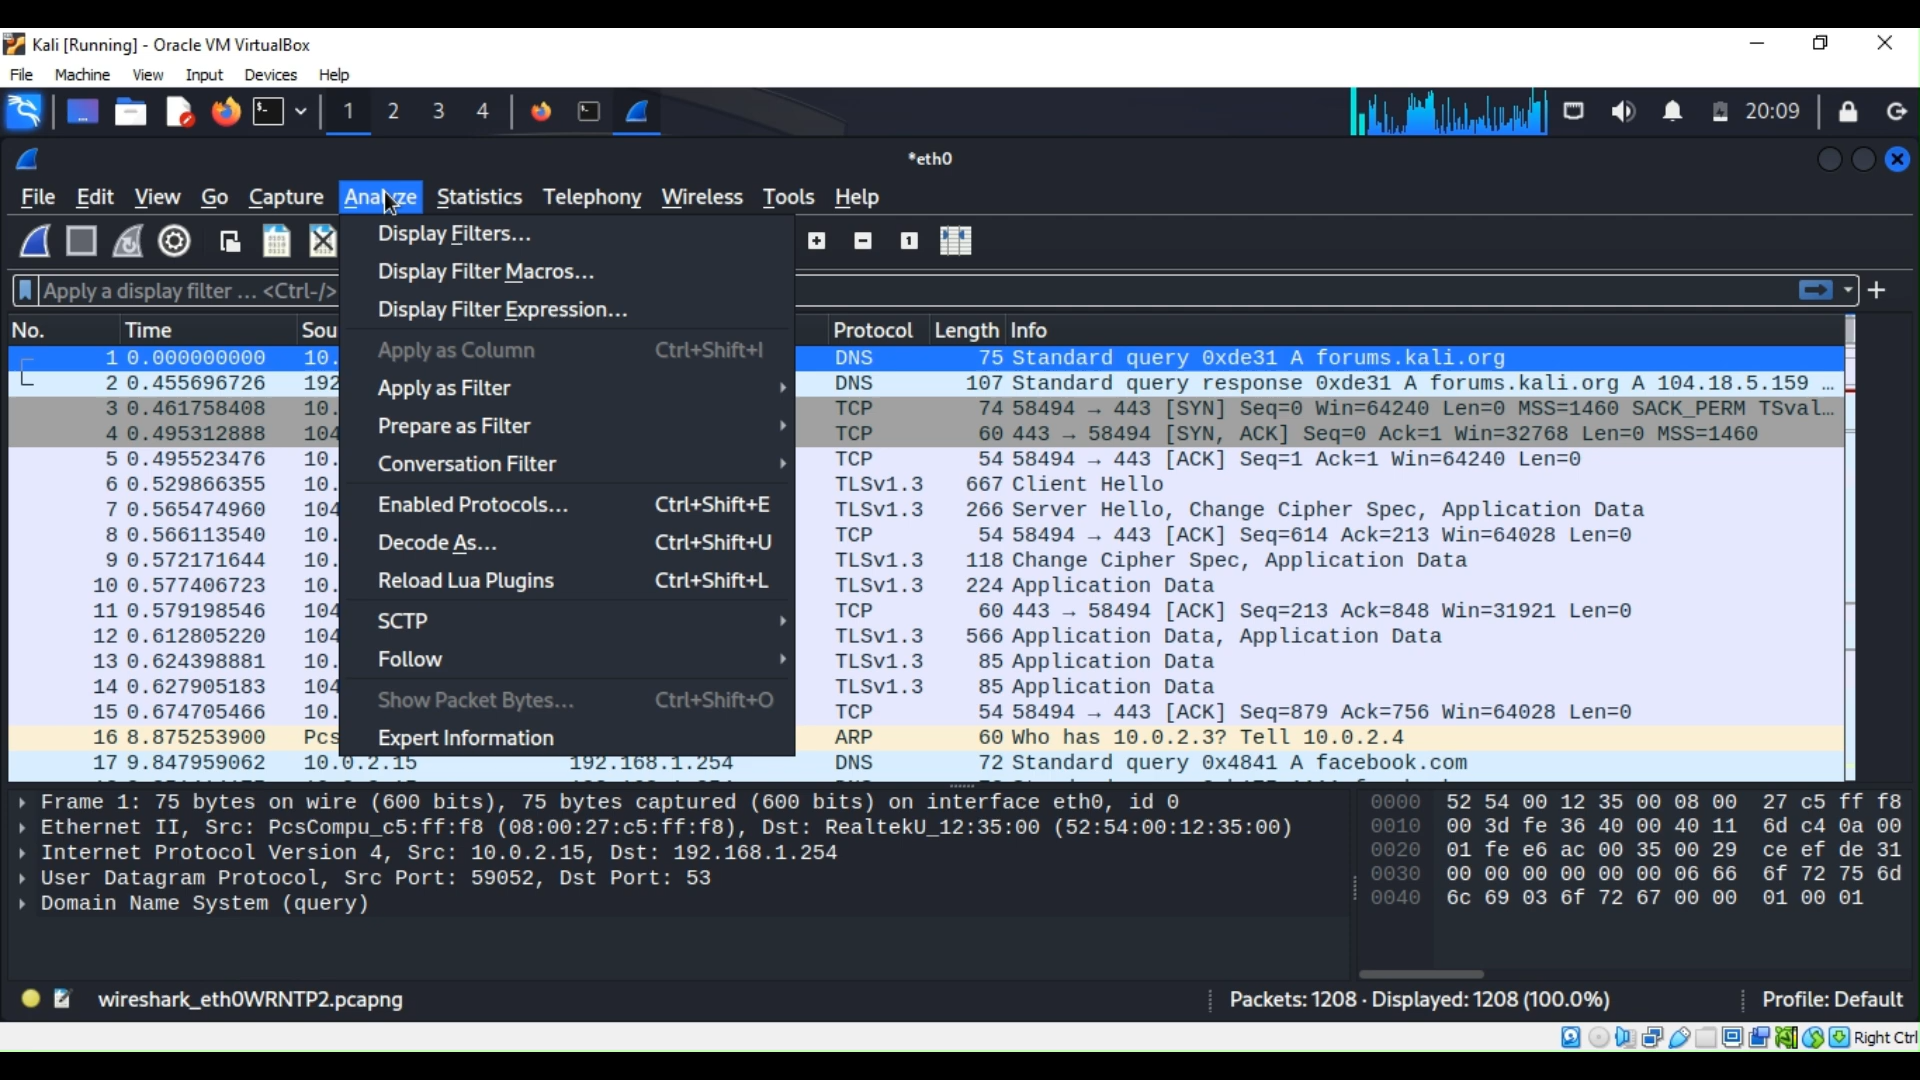 Kali [Running] - Oracle VM VirtualBox
File Machine View Input Devices Help
1 2 3 4 20:09
*eth0
File Edit View Go Capture Analyze Statistics Telephony Wireless Tools Help
Display Filters...
Display Filter Macros...
Display Filter Expression...
Apply as Column Ctrl+Shift+I
Apply as Filter
Prepare as Filter
Conversation Filter
Enabled Protocols... Ctrl+Shift+E
Decode As... Ctrl+Shift+U
Reload Lua Plugins Ctrl+Shift+L
SCTP
Follow
Show Packet Bytes... Ctrl+Shift+O
Expert Information
Apply a display filter ... <Ctrl-/>
No. Time Sou Protocol Length Info
1 0.000000000 10. DNS 75 Standard query 0xde31 A forums.kali.org
2 0.455696726 192 DNS 107 Standard query response 0xde31 A forums.kali.org A 104.18.5.159 …
3 0.461758408 10. TCP 74 58494 → 443 [SYN] Seq=0 Win=64240 Len=0 MSS=1460 SACK_PERM TSval…
4 0.495312888 104 TCP 60 443 → 58494 [SYN, ACK] Seq=0 Ack=1 Win=32768 Len=0 MSS=1460
5 0.495523476 10. TCP 54 58494 → 443 [ACK] Seq=1 Ack=1 Win=64240 Len=0
6 0.529866355 10. TLSv1.3 667 Client Hello
7 0.565474960 104 TLSv1.3 266 Server Hello, Change Cipher Spec, Application Data
8 0.566113540 10. TCP 54 58494 → 443 [ACK] Seq=614 Ack=213 Win=64028 Len=0
9 0.572171644 10. TLSv1.3 118 Change Cipher Spec, Application Data
10 0.577406723 10. TLSv1.3 224 Application Data
11 0.579198546 104 TCP 60 443 → 58494 [ACK] Seq=213 Ack=848 Win=31921 Len=0
12 0.612805220 104 TLSv1.3 566 Application Data, Application Data
13 0.624398881 10. TLSv1.3 85 Application Data
14 0.627905183 104 TLSv1.3 85 Application Data
15 0.674705466 10. TCP 54 58494 → 443 [ACK] Seq=879 Ack=756 Win=64028 Len=0
16 8.875253900 Pcs ARP 60 Who has 10.0.2.3? Tell 10.0.2.4
17 9.847959062 10.0.2.15 192.168.1.254 DNS 72 Standard query 0x4841 A facebook.com
Frame 1: 75 bytes on wire (600 bits), 75 bytes captured (600 bits) on interface eth0, id 0
Ethernet II, Src: PcsCompu_c5:ff:f8 (08:00:27:c5:ff:f8), Dst: RealtekU_12:35:00 (52:54:00:12:35:00)
Internet Protocol Version 4, Src: 10.0.2.15, Dst: 192.168.1.254
User Datagram Protocol, Src Port: 59052, Dst Port: 53
Domain Name System (query)
0000 52 54 00 12 35 00 08 00 27 c5 ff f8
0010 00 3d fe 36 40 00 40 11 6d c4 0a 00
0020 01 fe e6 ac 00 35 00 29 ce ef de 31
0030 00 00 00 00 00 00 06 66 6f 72 75 6d
0040 6c 69 03 6f 72 67 00 00 01 00 01
wireshark_eth0WRNTP2.pcapng Packets: 1208 · Displayed: 1208 (100.0%) Profile: Default
Right Ctrl